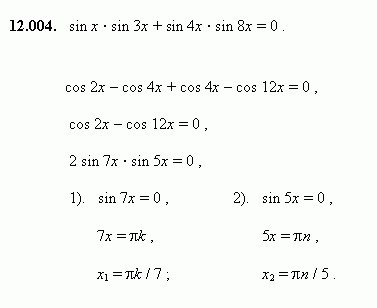 12.004. sin x · sin 3x + sin 4x · sin 8x = 0 .
cos 2x − cos 4x + cos 4x − cos 12x = 0 ,
cos 2x − cos 12x = 0 ,
2 sin 7x · sin 5x = 0 ,
1). sin 7x = 0 , 2). sin 5x = 0 ,
7x = πk , 5x = πn ,
x₁ = πk / 7 ; x₂ = πn / 5 .